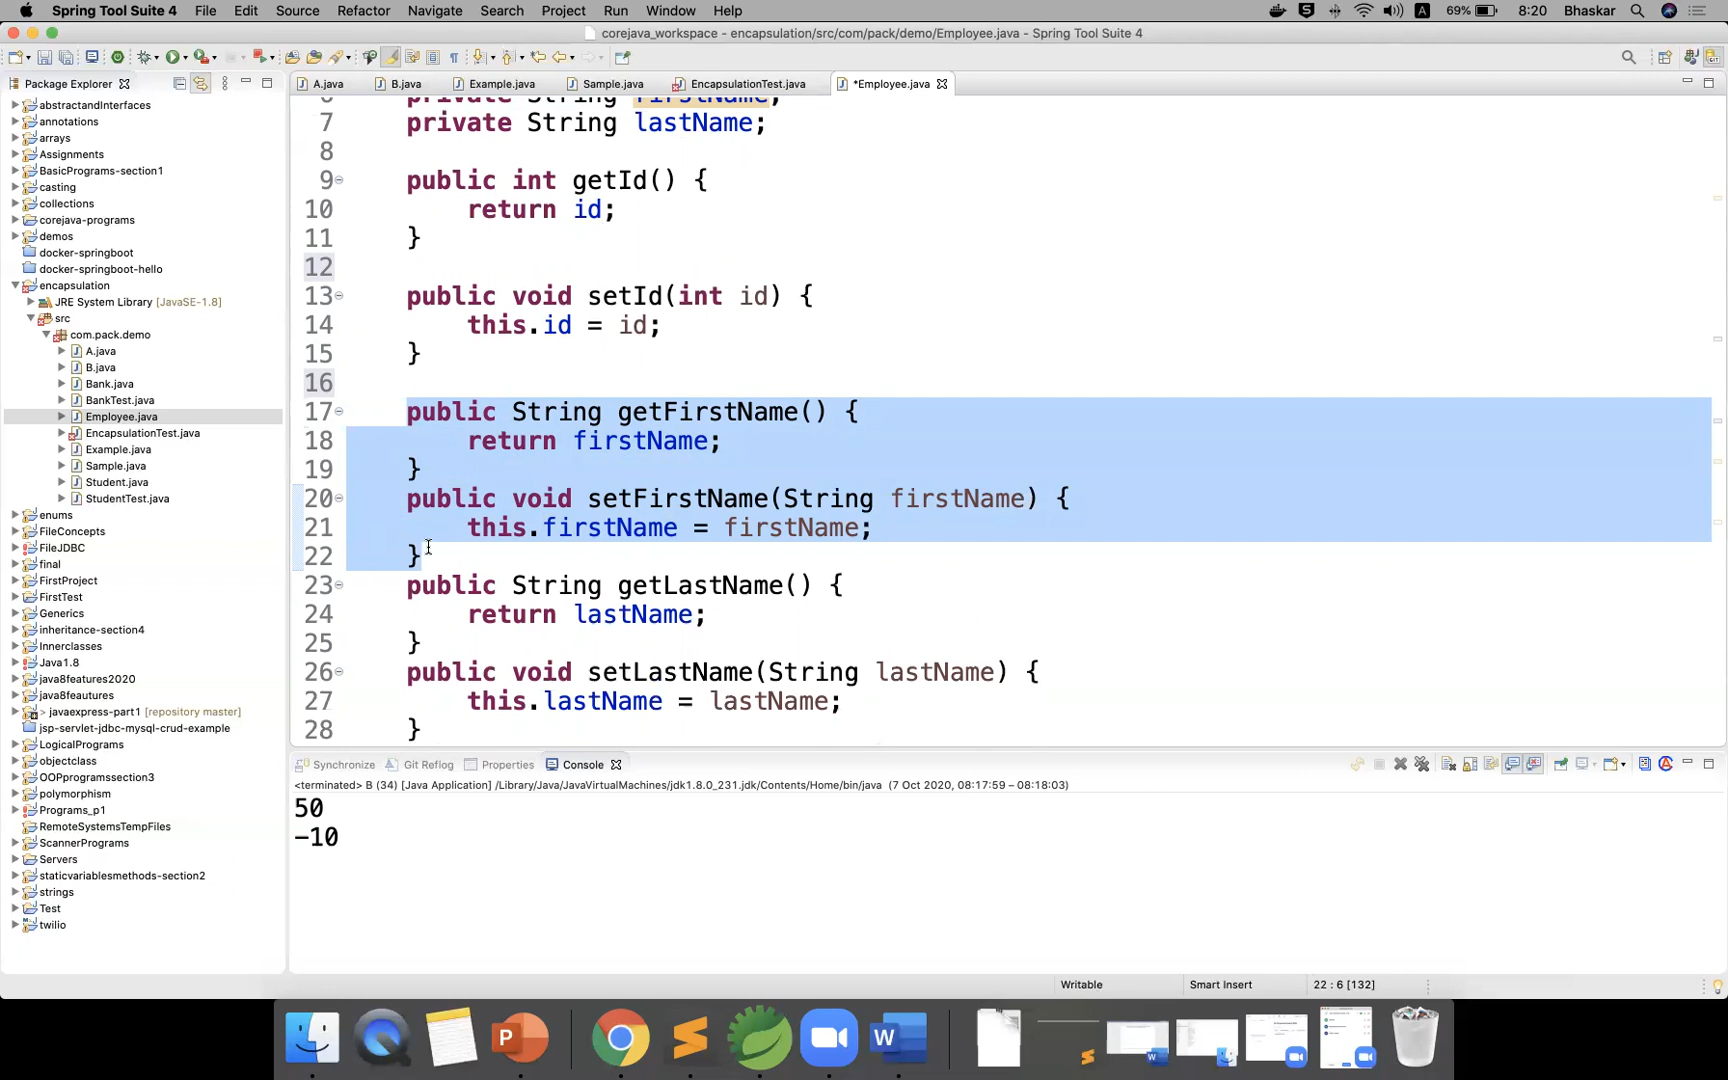 Spring Tool Suite 4 File Edit Source Refactor Navigate Search Project Run Window Help 69% 8:20 Bhaskar
corejava_workspace - encapsulation/src/com/pack/demo/Employee.java - Spring Tool Suite 4
Package Explorer
abstractandInterfaces
annotations
arrays
Assignments
BasicPrograms-section1
casting
collections
corejava-programs
demos
docker-springboot
docker-springboot-hello
encapsulation
JRE System Library [JavaSE-1.8]
src
com.pack.demo
A.java
B.java
Bank.java
BankTest.java
Employee.java
EncapsulationTest.java
Example.java
Sample.java
Student.java
StudentTest.java
enums
FileConcepts
FileJDBC
final
FirstProject
FirstTest
Generics
inheritance-section4
Innerclasses
Java1.8
java8features2020
java8feautures
> javaexpress-part1 [repository master]
jsp-servlet-jdbc-mysql-crud-example
LogicalPrograms
objectclass
OOPprogramssection3
polymorphism
Programs_p1
RemoteSystemsTempFiles
ScannerPrograms
Servers
staticvariablesmethods-section2
strings
Test
twilio
A.java B.java Example.java Sample.java EncapsulationTest.java *Employee.java
6 private String firstName;
7 private String lastName;
8
9 public int getId() {
10 return id;
11 }
12
13 public void setId(int id) {
14 this.id = id;
15 }
16
17 public String getFirstName() {
18 return firstName;
19 }
20 public void setFirstName(String firstName) {
21 this.firstName = firstName;
22 }
23 public String getLastName() {
24 return lastName;
25 }
26 public void setLastName(String lastName) {
27 this.lastName = lastName;
28 }
Synchronize Git Reflog Properties Console
<terminated> B (34) [Java Application] /Library/Java/JavaVirtualMachines/jdk1.8.0_231.jdk/Contents/Home/bin/java (7 Oct 2020, 08:17:59 – 08:18:03)
50
-10
Writable Smart Insert 22 : 6 [132]